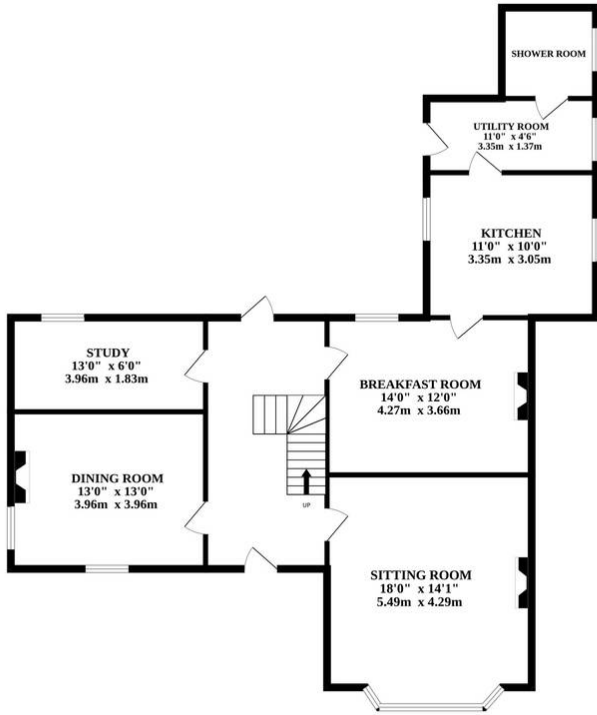 SHOWER ROOM
UTILITY ROOM
11'0" x 4'6"
3.35m x 1.37m
KITCHEN
11'0" x 10'0"
3.35m x 3.05m
STUDY
13'0" x 6'0"
3.96m x 1.83m
BREAKFAST ROOM
14'0" x 12'0"
4.27m x 3.66m
DINING ROOM
13'0" x 13'0"
3.96m x 3.96m
UP
SITTING ROOM
18'0" x 14'1"
5.49m x 4.29m